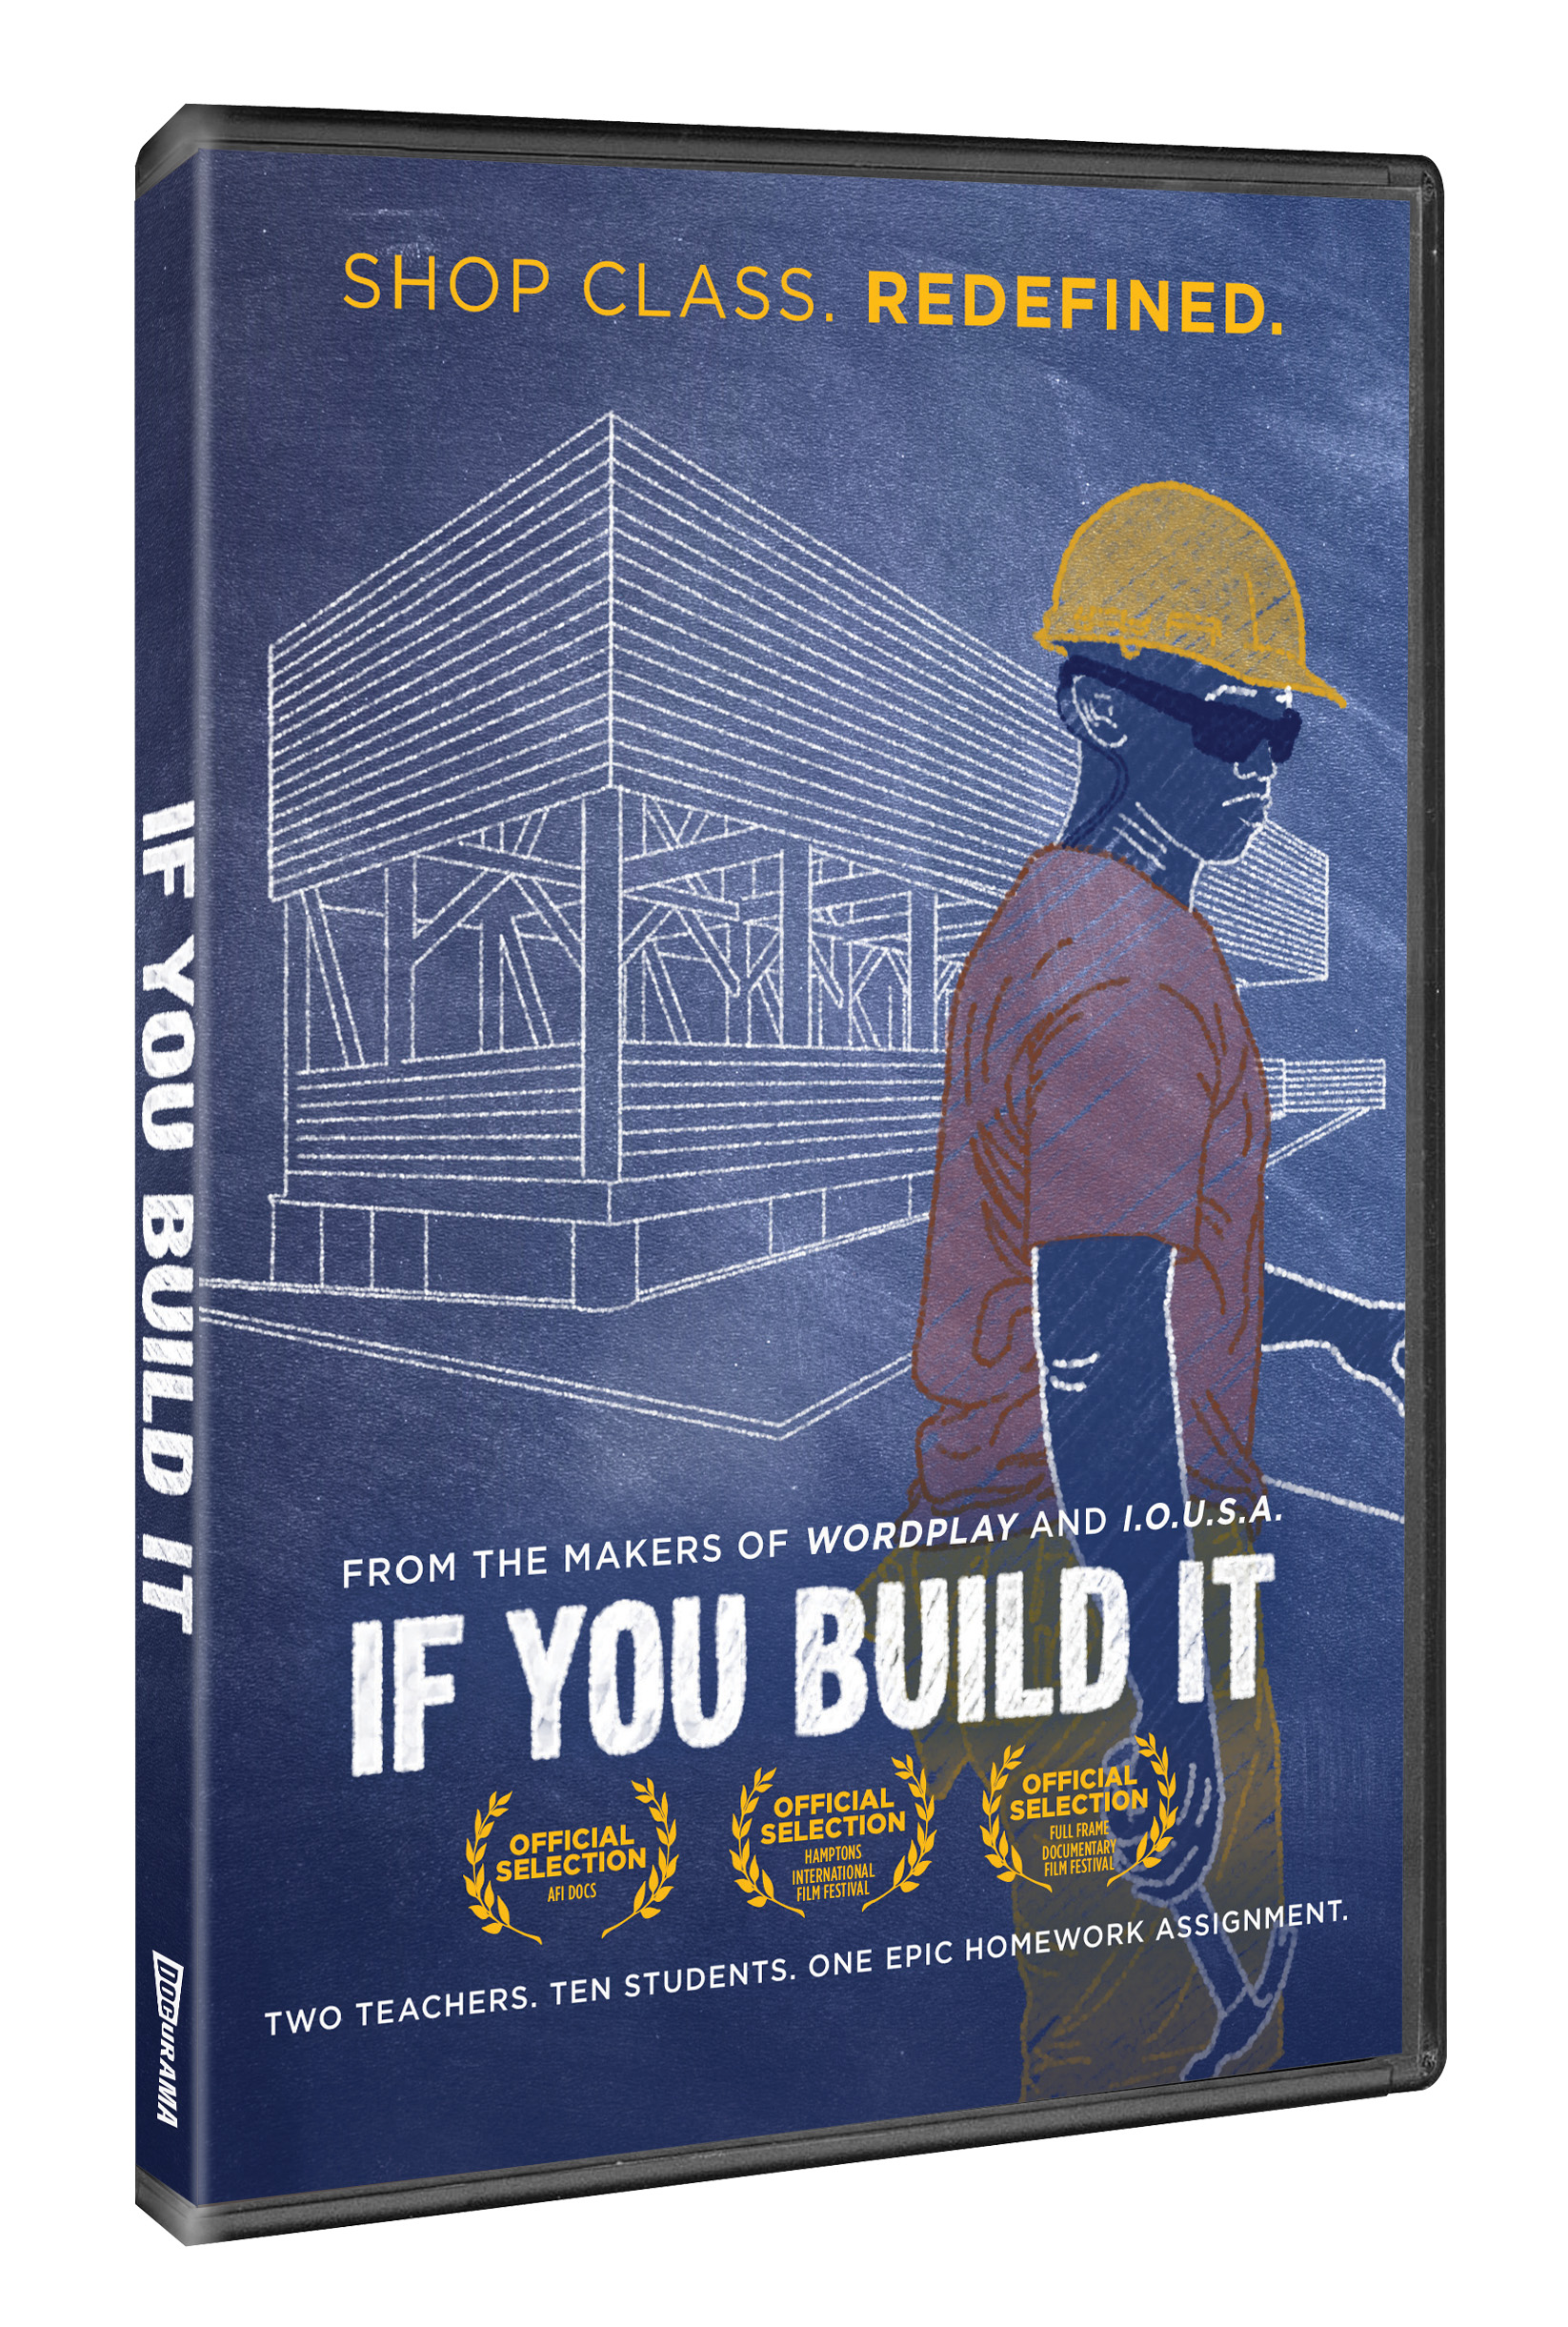 SHOP CLASS. REDEFINED.
FROM THE MAKERS OF WORDPLAY AND I.O.U.S.A.
IF YOU BUILD IT
OFFICIAL
SELECTION
AFI DOCS
OFFICIAL
SELECTION
HAMPTONS
INTERNATIONAL
FILM FESTIVAL
OFFICIAL
SELECTION
FULL FRAME
DOCUMENTARY
FILM FESTIVAL
TWO TEACHERS. TEN STUDENTS. ONE EPIC HOMEWORK ASSIGNMENT.
IF YOU BUILD IT
DOCURAMA